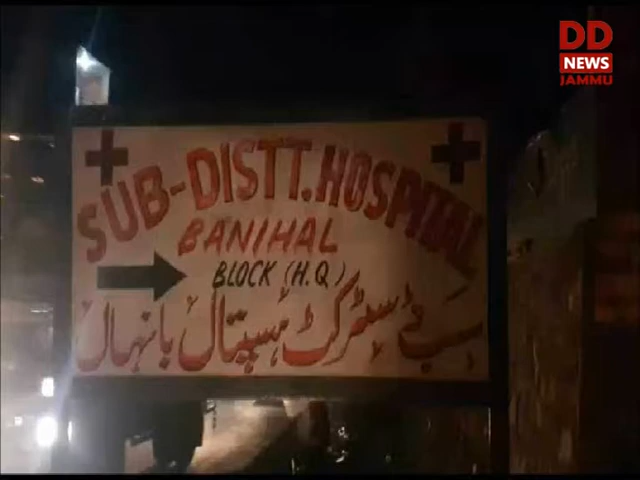 DD
NEWS
JAMMU
SUB-DISTT. HOSPITAL
BANIHAL
BLOCK (H.Q)
سب ڈسٹرکٹ ہسپتال بانہال